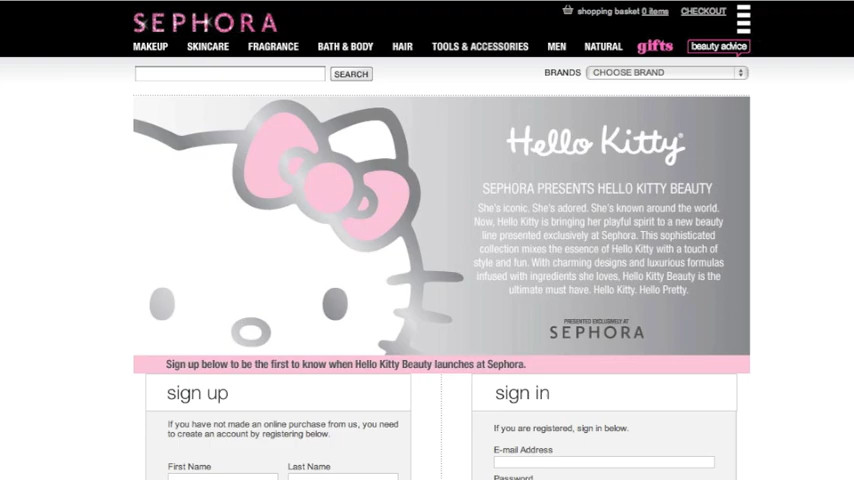 SEPHORA
shopping basket 0 items CHECKOUT
MAKEUP SKINCARE FRAGRANCE BATH & BODY HAIR TOOLS & ACCESSORIES MEN NATURAL gifts beauty advice
SEARCH BRANDS CHOOSE BRAND
Hello Kitty®
SEPHORA PRESENTS HELLO KITTY BEAUTY
She's iconic. She's adored. She's known around the world.
Now, Hello Kitty is bringing her playful spirit to a new beauty
line presented exclusively at Sephora. This sophisticated
collection mixes the essence of Hello Kitty with a touch of
style and fun. With charming designs and luxurious formulas
infused with ingredients she loves, Hello Kitty Beauty is the
ultimate must have. Hello Kitty. Hello Pretty.
PRESENTED EXCLUSIVELY AT
SEPHORA
Sign up below to be the first to know when Hello Kitty Beauty launches at Sephora.
sign up
If you have not made an online purchase from us, you need
to create an account by registering below.
First Name Last Name
sign in
If you are registered, sign in below.
E-mail Address
Password